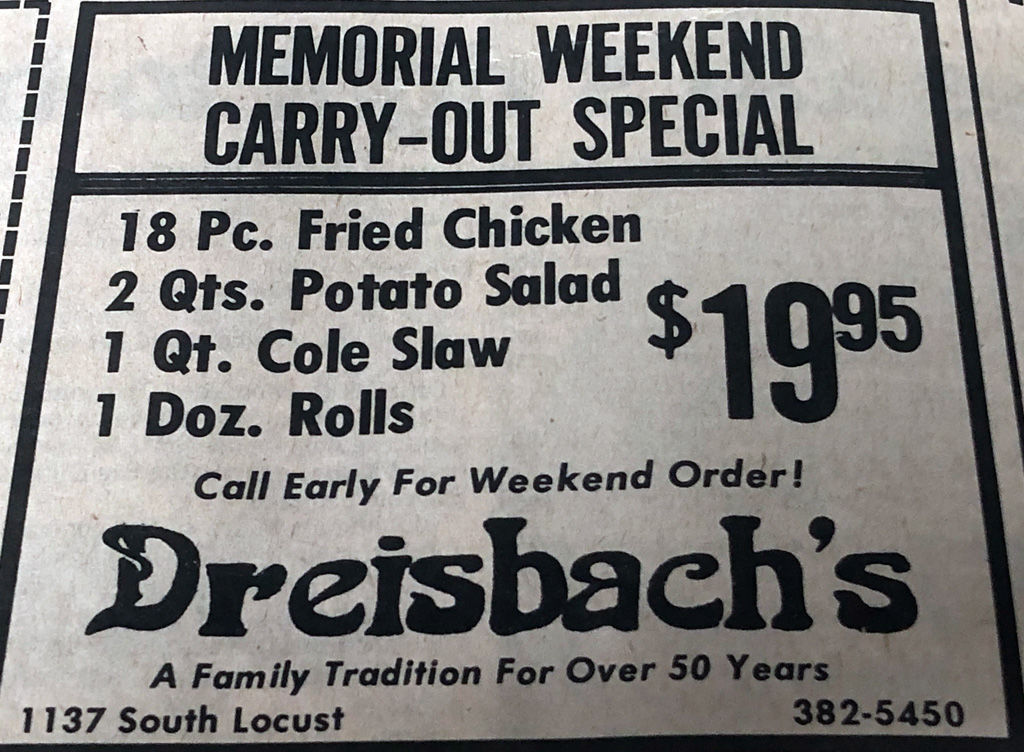 MEMORIAL WEEKEND
CARRY-OUT SPECIAL
18 Pc. Fried Chicken
2 Qts. Potato Salad
1 Qt. Cole Slaw
1 Doz. Rolls
$19.95
Call Early For Weekend Order!
Dreisbach's
A Family Tradition For Over 50 Years
1137 South Locust
382-5450